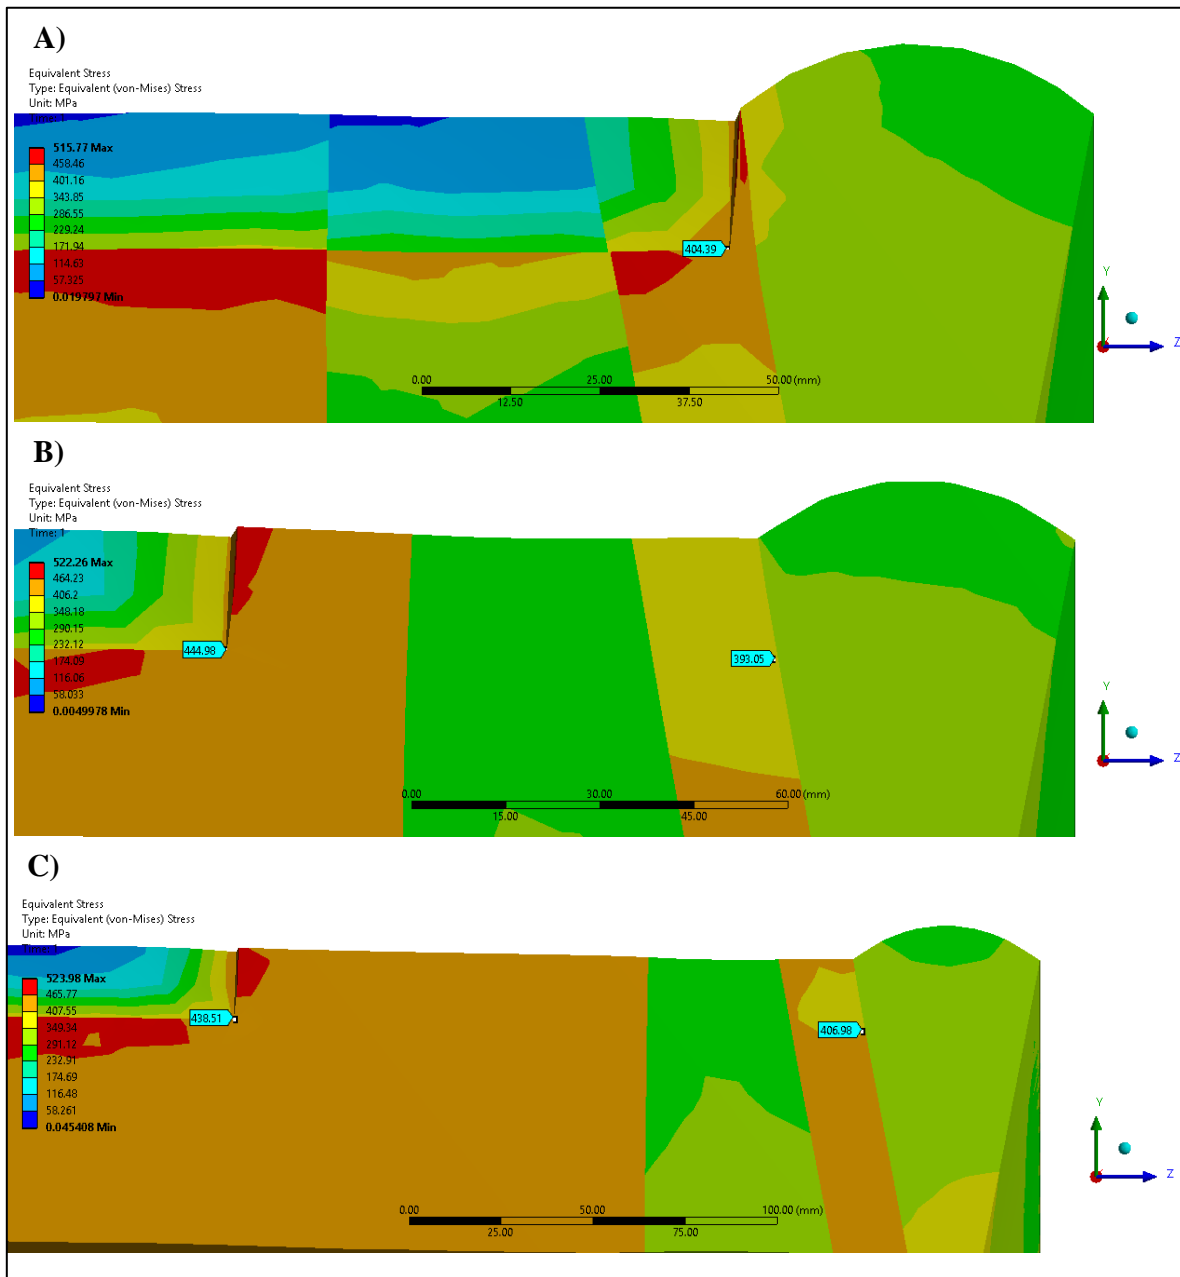 A)
Equivalent Stress
Type: Equivalent (von-Mises) Stress
Unit: MPa
Time: 1
515.77 Max
458.46
401.16
343.85
286.55
229.24
171.94
114.63
57.325
0.019797 Min
404.39
0.00 25.00 50.00 (mm)
12.50 37.50
Y
Z
B)
Equivalent Stress
Type: Equivalent (von-Mises) Stress
Unit: MPa
Time: 1
522.26 Max
464.23
406.2
348.18
290.15
232.12
174.09
116.06
58.033
0.0049978 Min
444.98
393.05
0.00 30.00 60.00 (mm)
15.00 45.00
Y
Z
C)
Equivalent Stress
Type: Equivalent (von-Mises) Stress
Unit: MPa
523.98 Max
465.77
407.55
349.34
291.12
232.91
174.69
116.48
58.261
0.045408 Min
438.51
406.98
0.00 50.00 100.00 (mm)
25.00 75.00
Y
Z